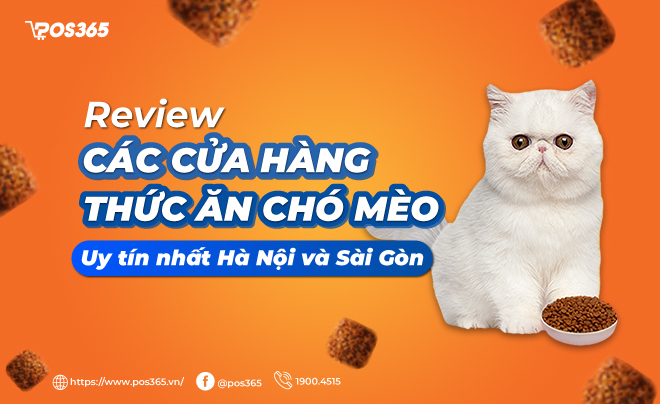 POS365
Review
CÁC CỬA HÀNG
THỨC ĂN CHÓ MÈO
Uy tín nhất Hà Nội và Sài Gòn
https://www.pos365.vn/ @pos365 1900.4515